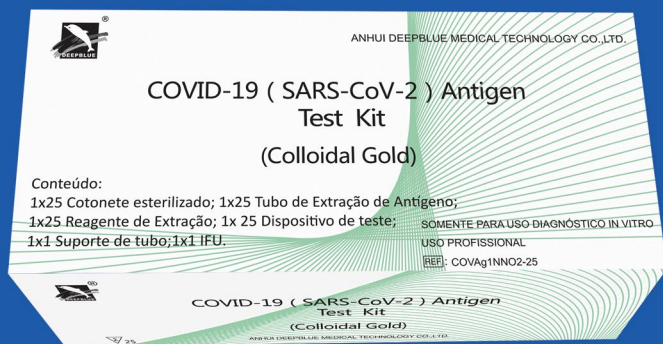 ®
DEEPBLUE
ANHUI DEEPBLUE MEDICAL TECHNOLOGY CO.,LTD.
COVID-19 ( SARS-CoV-2 ) Antigen
Test Kit
(Colloidal Gold)
Conteúdo:
1x25 Cotonete esterilizado; 1x25 Tubo de Extração de Antígeno;
1x25 Reagente de Extração; 1x 25 Dispositivo de teste;
1x1 Suporte de tubo;1x1 IFU.
SOMENTE PARA USO DIAGNÓSTICO IN VITRO
USO PROFISSIONAL
REF: COVAg1NNO2-25
®
DEEPBLUE
COVID-19 ( SARS-CoV-2 ) Antigen
Test Kit
(Colloidal Gold)
ANHUI DEEPBLUE MEDICAL TECHNOLOGY CO.,LTD.
25